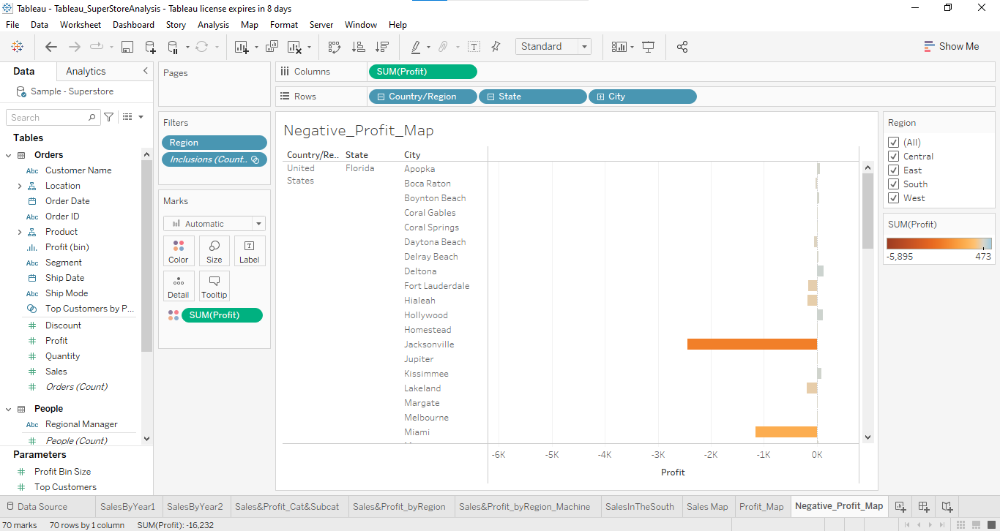 Tableau - Tableau_SuperStoreAnalysis - Tableau license expires in 8 days
File Data Worksheet Dashboard Story Analysis Map Format Server Window Help
Standard
Show Me
Data Analytics
Sample - Superstore
Search
Tables
Orders
Abc Customer Name
Location
Order Date
Abc Order ID
Product
Profit (bin)
Abc Segment
Ship Date
Abc Ship Mode
Top Customers by P...
Discount
Profit
Quantity
Sales
Orders (Count)
People
Abc Regional Manager
People (Count)
Parameters
Profit Bin Size
Top Customers
Pages
Filters
Region
Inclusions (Count..
Marks
Automatic
Color Size Label
Detail Tooltip
SUM(Profit)
Columns SUM(Profit)
Rows Country/Region State City
Negative_Profit_Map
Country/Re.. State City
United States Florida Apopka
Boca Raton
Boynton Beach
Coral Gables
Coral Springs
Daytona Beach
Delray Beach
Deltona
Fort Lauderdale
Hialeah
Hollywood
Homestead
Jacksonville
Jupiter
Kissimmee
Lakeland
Margate
Melbourne
Miami
-6K -5K -4K -3K -2K -1K 0K
Profit
Region
(All)
Central
East
South
West
SUM(Profit)
-5,895 473
Data Source SalesByYear1 SalesByYear2 Sales&Profit_Cat&Subcat Sales&Profit_byRegion Sales&Profit_byRegion_Machine SalesInTheSouth Sales Map Profit_Map Negative_Profit_Map
70 marks 70 rows by 1 column SUM(Profit): -16,232